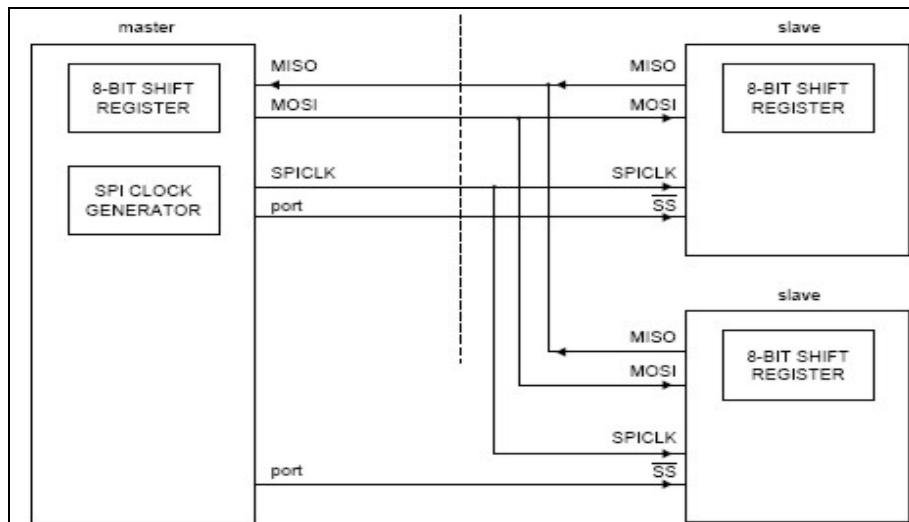 master
slave
MISO
MISO
8-BIT SHIFT
REGISTER
8-BIT SHIFT
REGISTER
MOSI
MOSI
SPICLK
SPICLK
SPI CLOCK
GENERATOR
port
SS
slave
MISO
8-BIT SHIFT
REGISTER
MOSI
SPICLK
port
SS